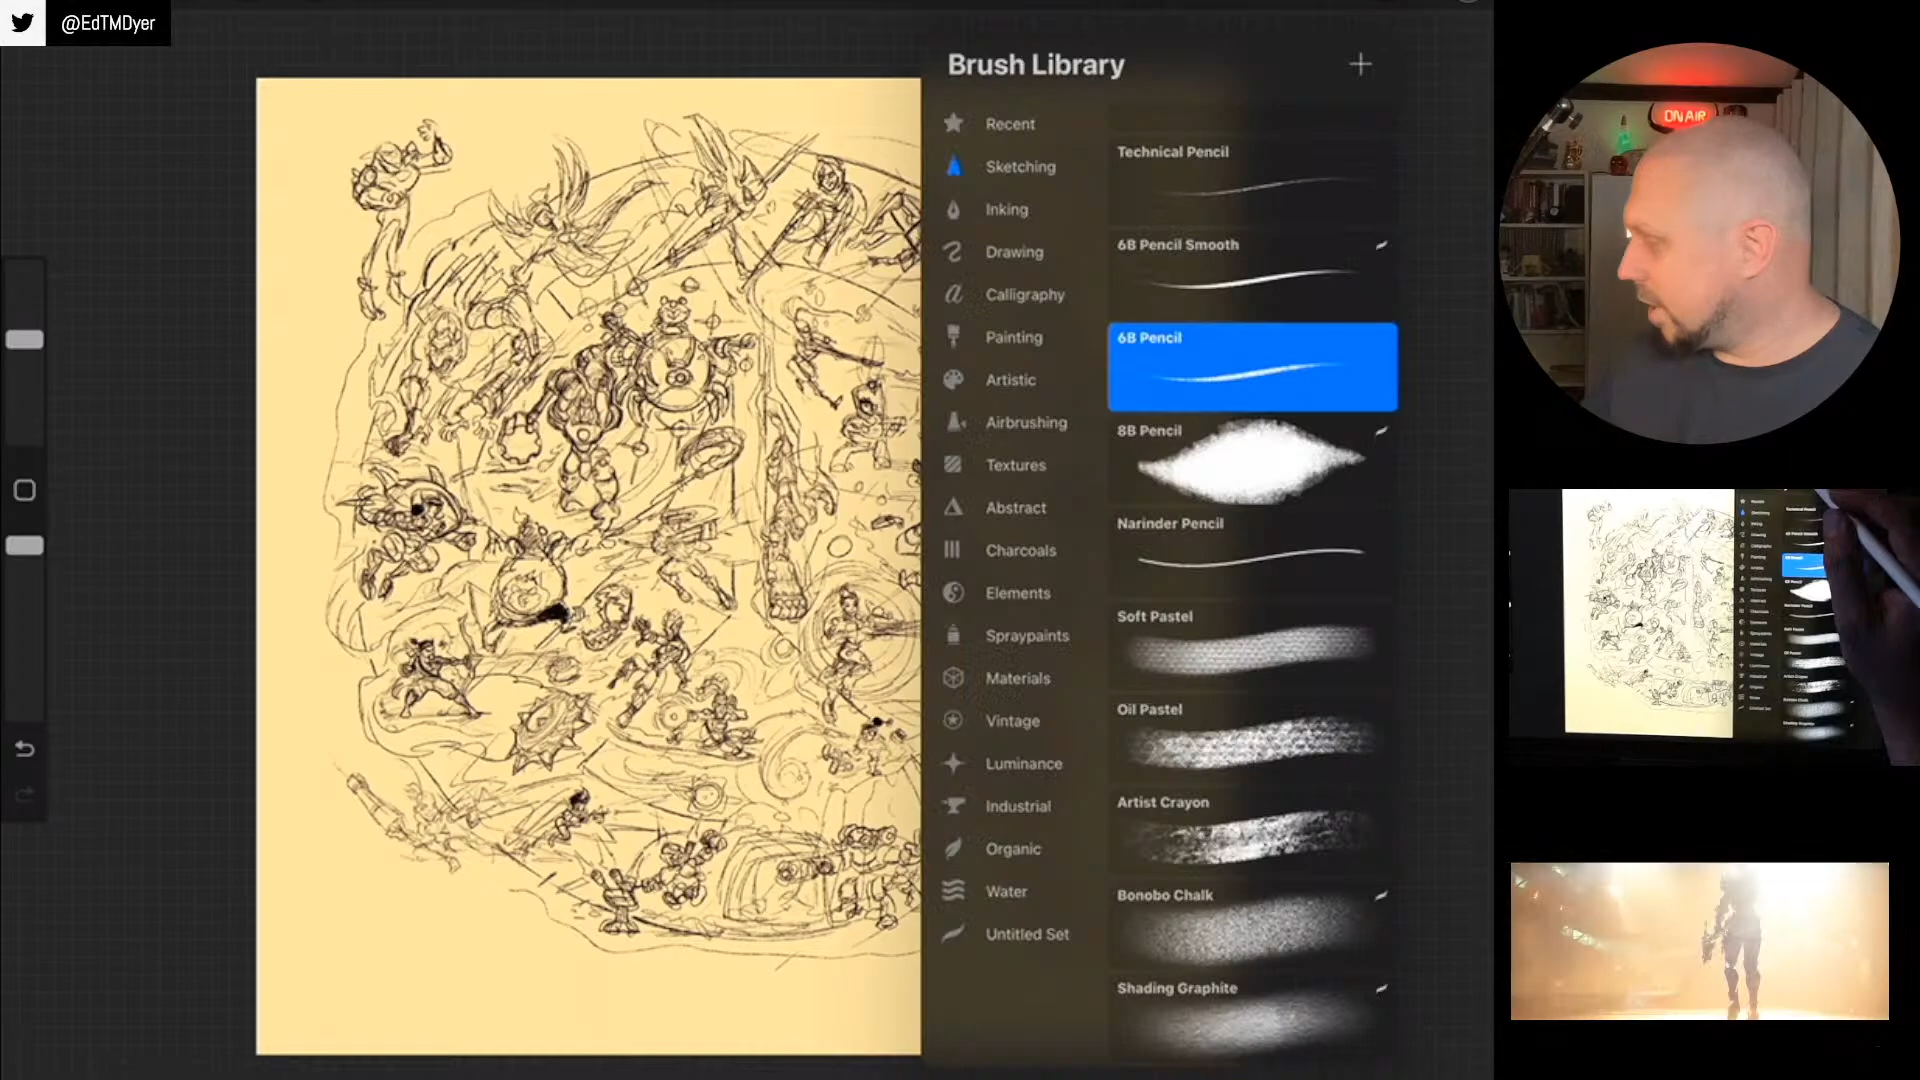 @EdTMDyer
Brush Library
Recent
Sketching
Inking
Drawing
Calligraphy
Painting
Artistic
Airbrushing
Textures
Abstract
Charcoals
Elements
Spraypaints
Materials
Vintage
Luminance
Industrial
Organic
Water
Untitled Set
Technical Pencil
6B Pencil Smooth
6B Pencil
8B Pencil
Narinder Pencil
Soft Pastel
Oil Pastel
Artist Crayon
Bonobo Chalk
Shading Graphite
ON AIR